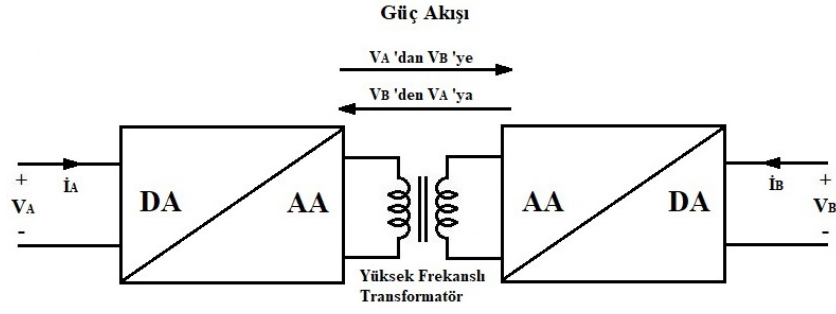 Güç Akışı
VA 'dan VB 'ye
VB 'den VA 'ya
+
VA
-
İA
DA
AA
AA
DA
İB
+
VB
-
Yüksek Frekanslı
Transformatör